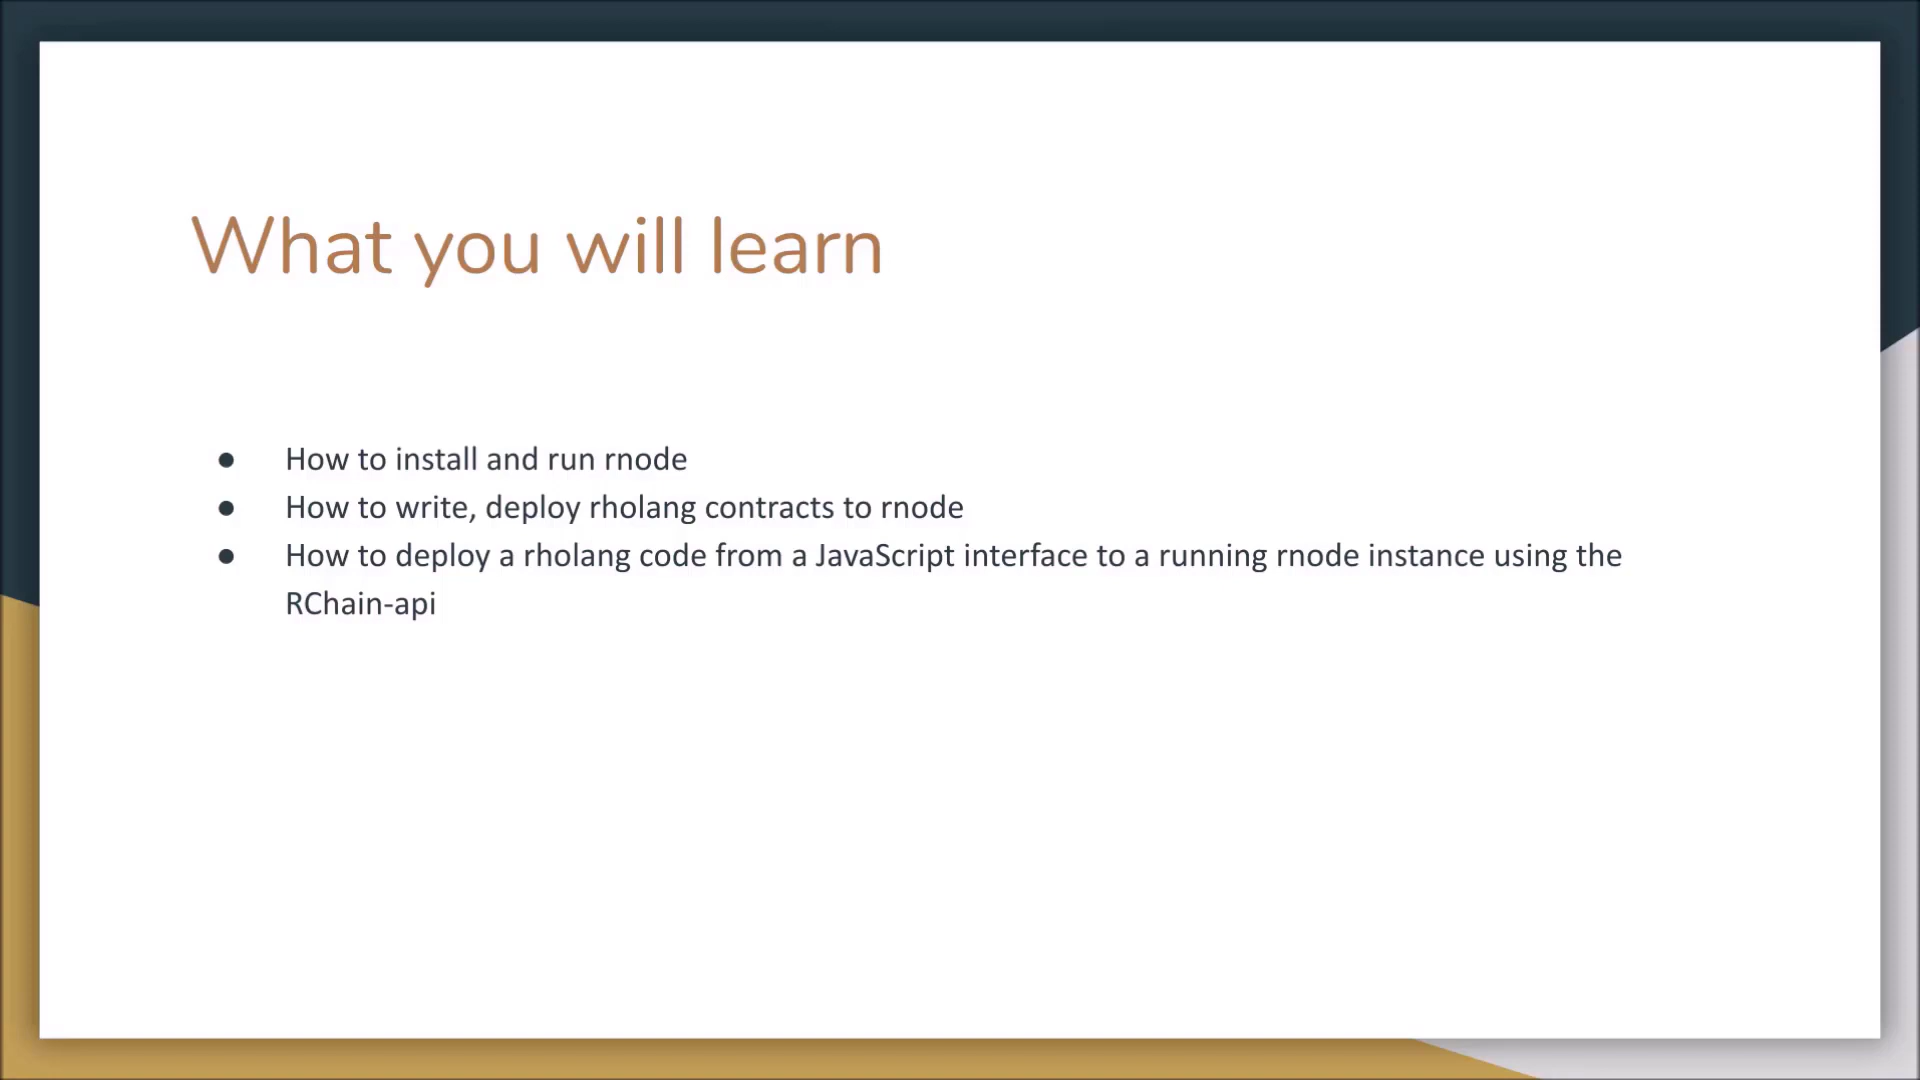 What you will learn
● How to install and run rnode
● How to write, deploy rholang contracts to rnode
● How to deploy a rholang code from a JavaScript interface to a running rnode instance using the
RChain-api